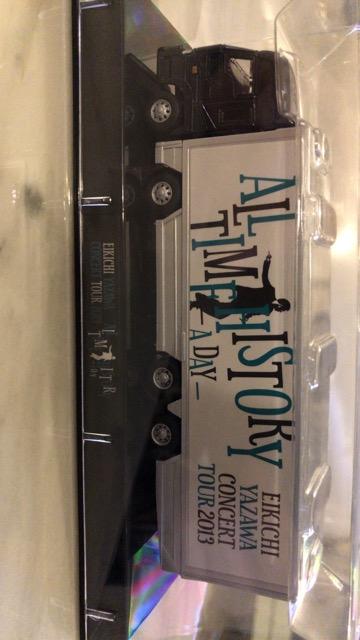 ALL
TIME HISTORY
A DAY
EIKICHI
YAZAWA
CONCERT
TOUR 2013
EIKICHI YAZAWA
CONCERT TOUR